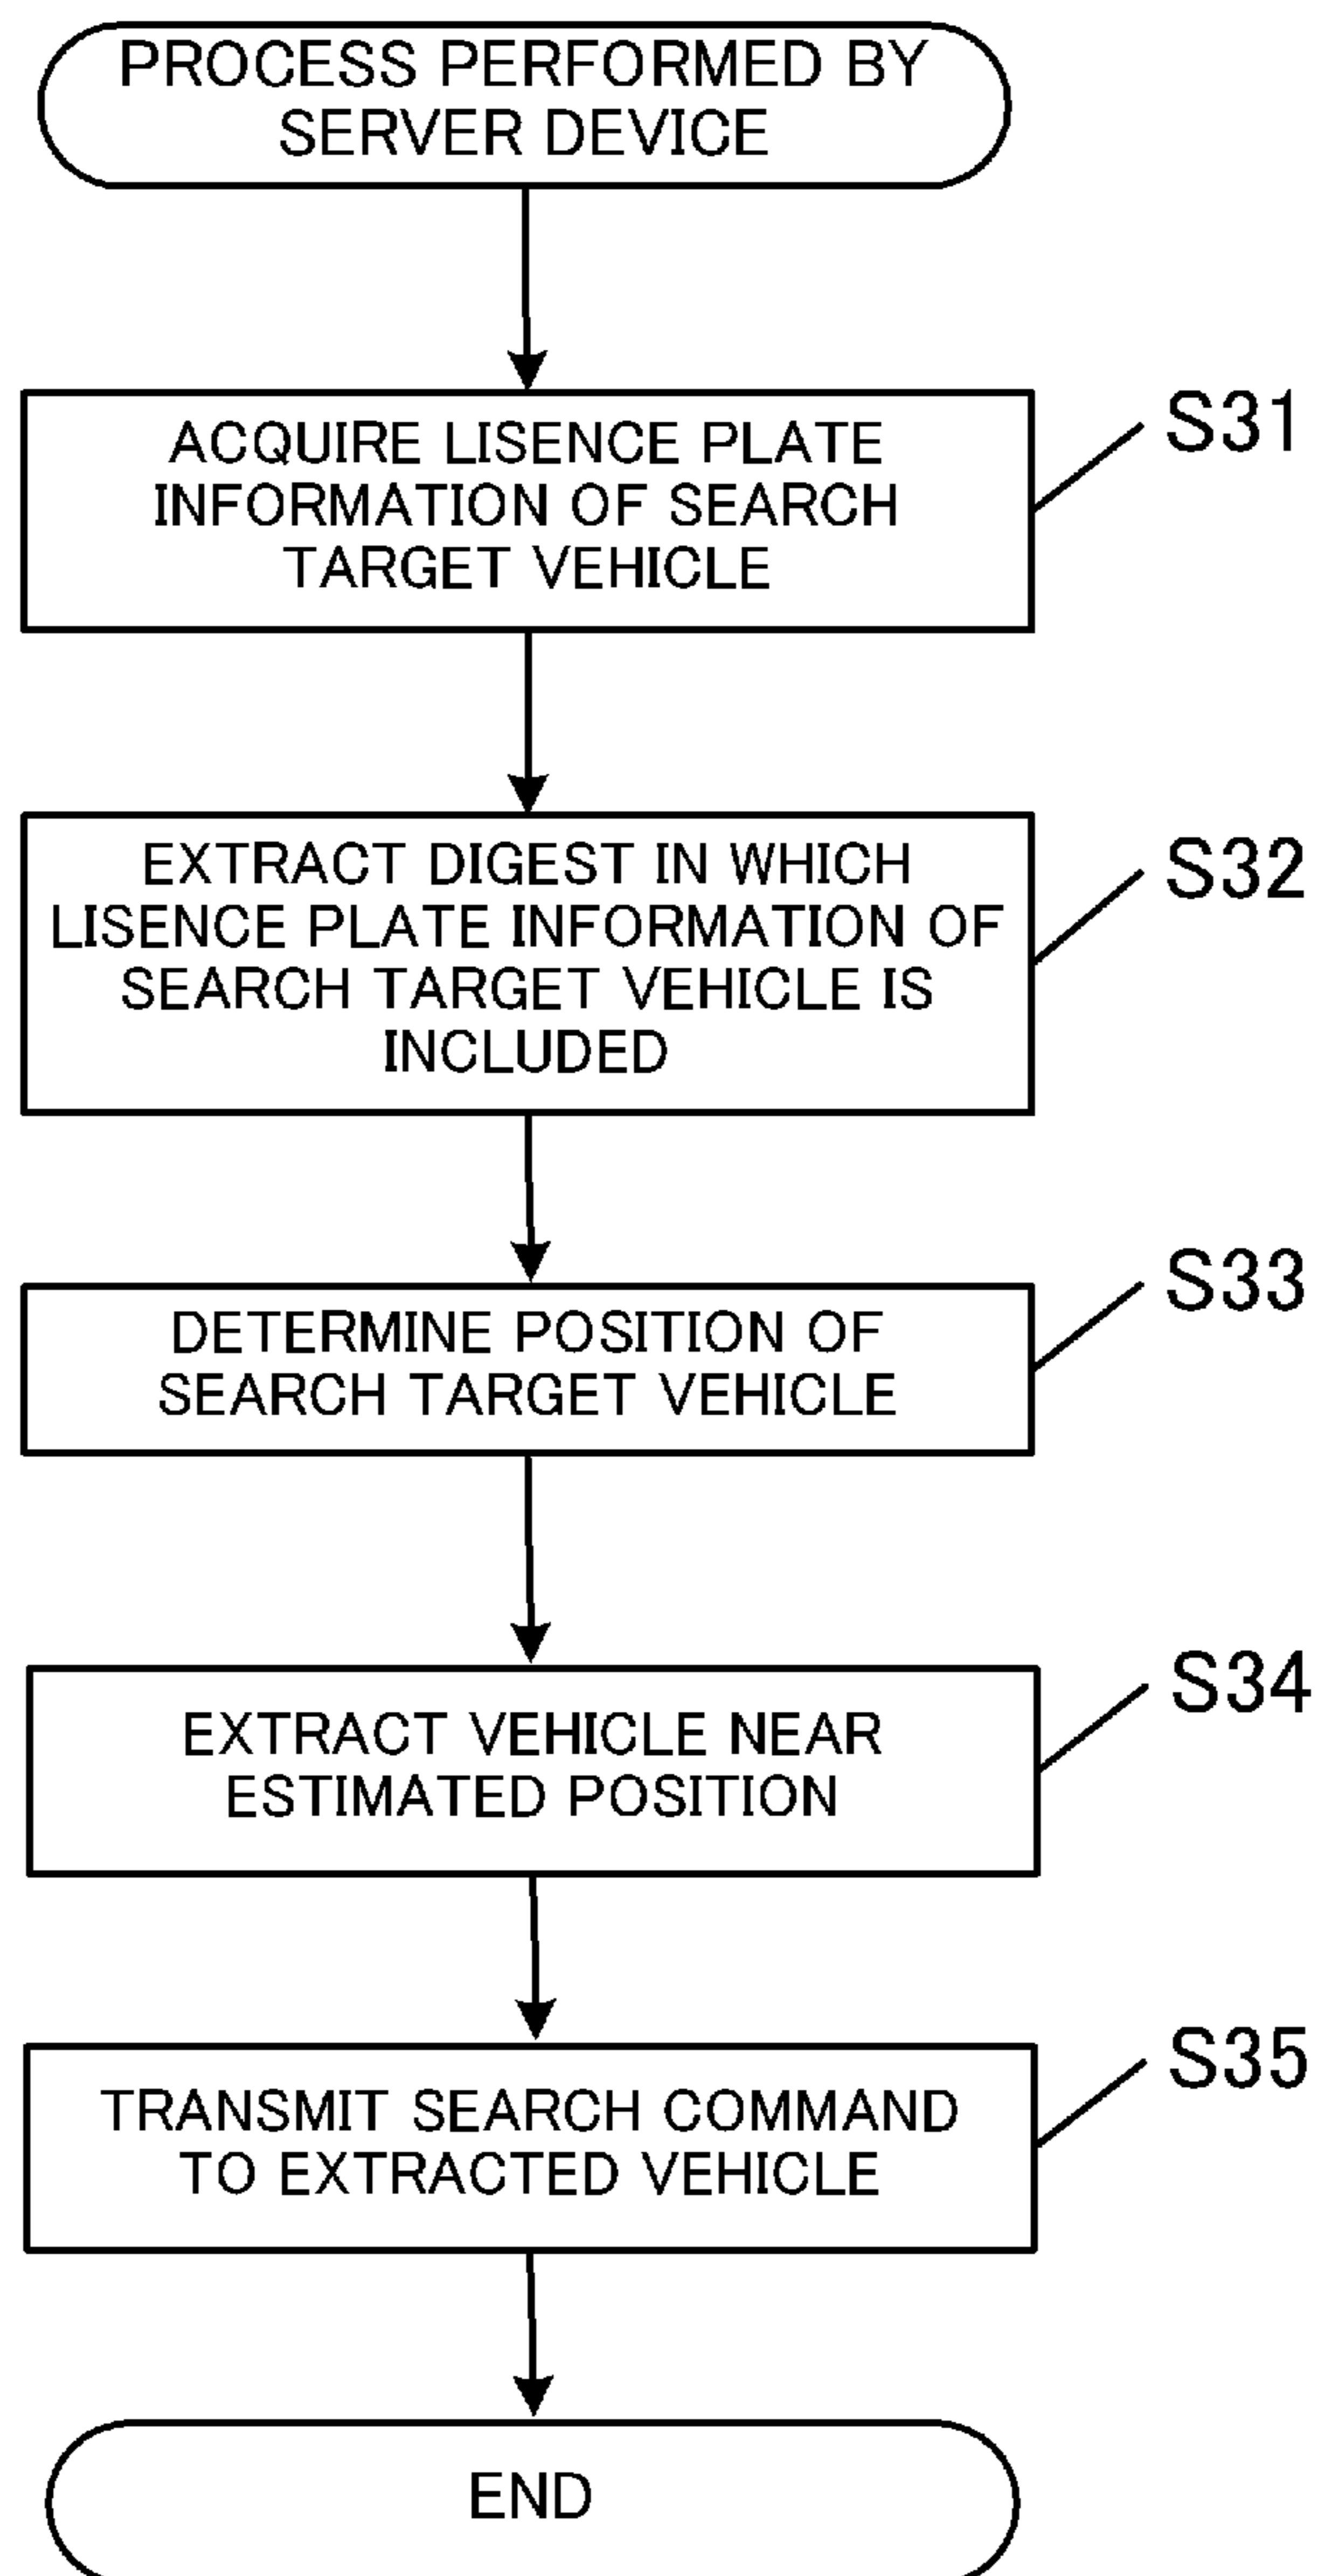 PROCESS PERFORMED BY
SERVER DEVICE
ACQUIRE LISENCE PLATE
INFORMATION OF SEARCH
TARGET VEHICLE
S31
EXTRACT DIGEST IN WHICH
LISENCE PLATE INFORMATION OF
SEARCH TARGET VEHICLE IS
INCLUDED
S32
DETERMINE POSITION OF
SEARCH TARGET VEHICLE
S33
EXTRACT VEHICLE NEAR
ESTIMATED POSITION
S34
TRANSMIT SEARCH COMMAND
TO EXTRACTED VEHICLE
S35
END